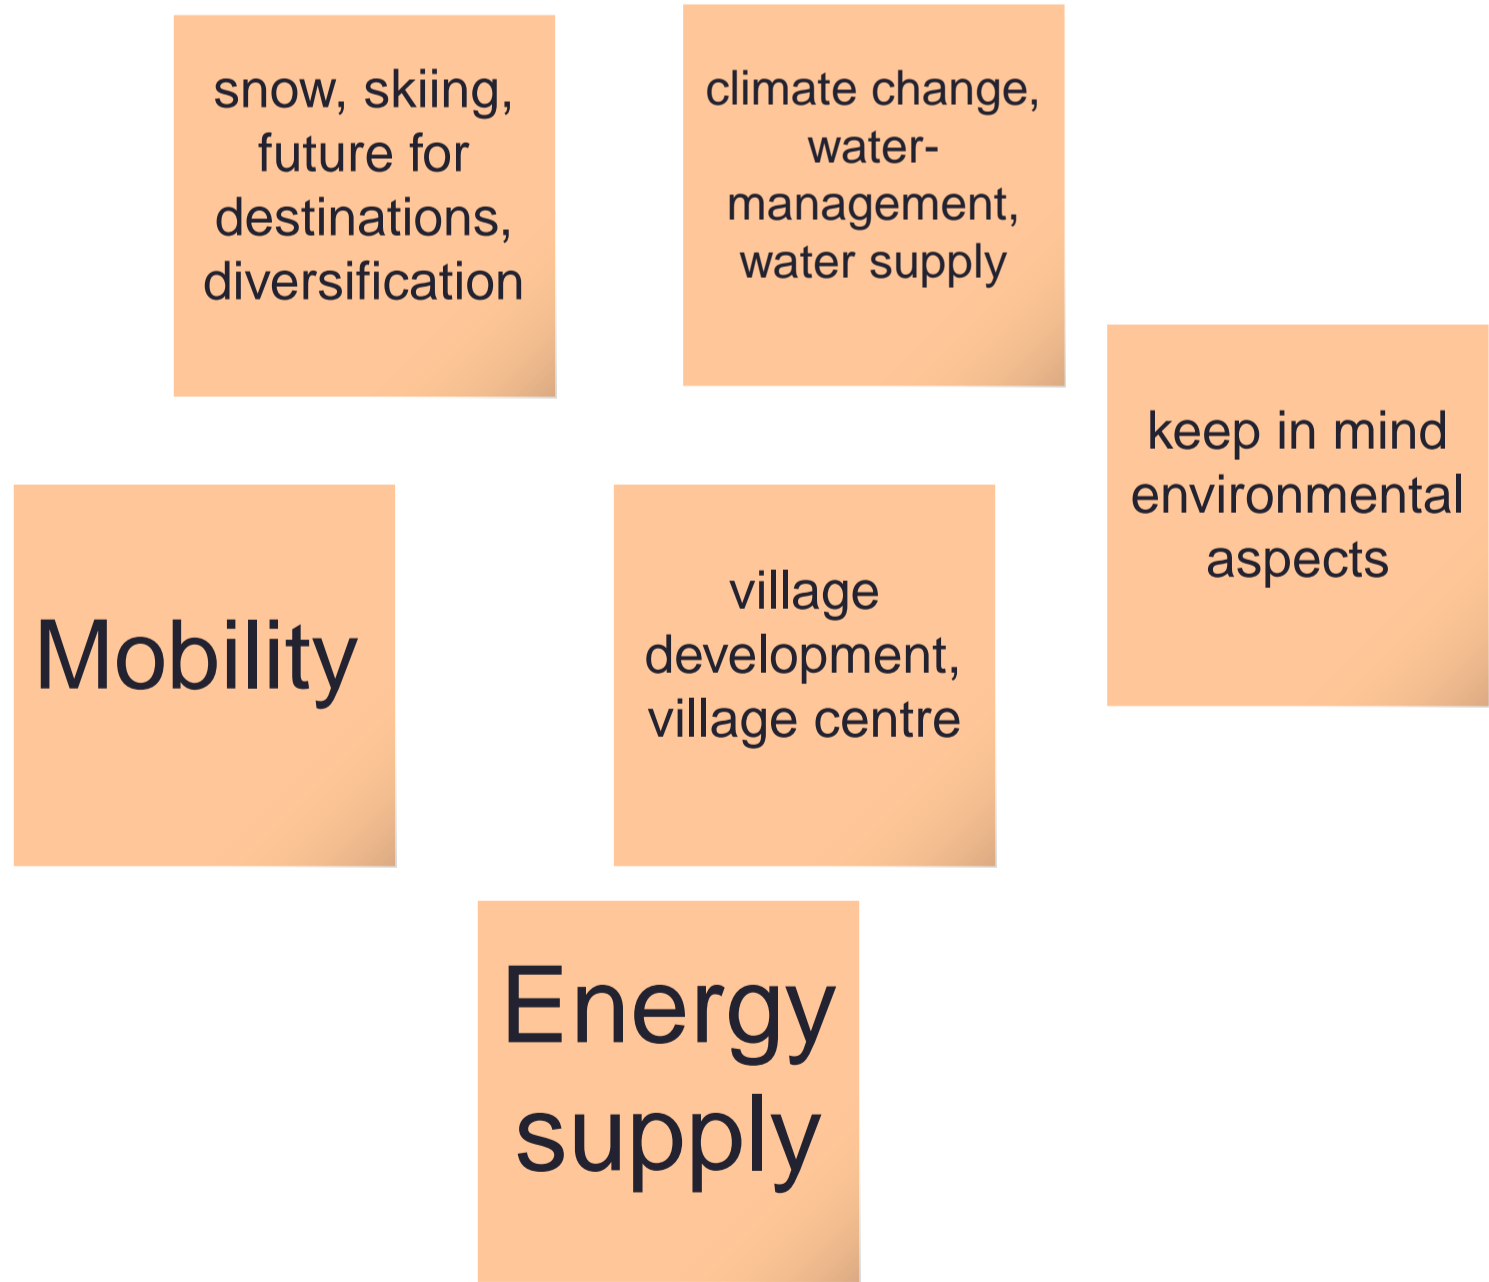 snow, skiing,
future for
destinations,
diversification
climate change,
water-
management,
water supply
keep in mind
environmental
aspects
Mobility
village
development,
village centre
Energy
supply